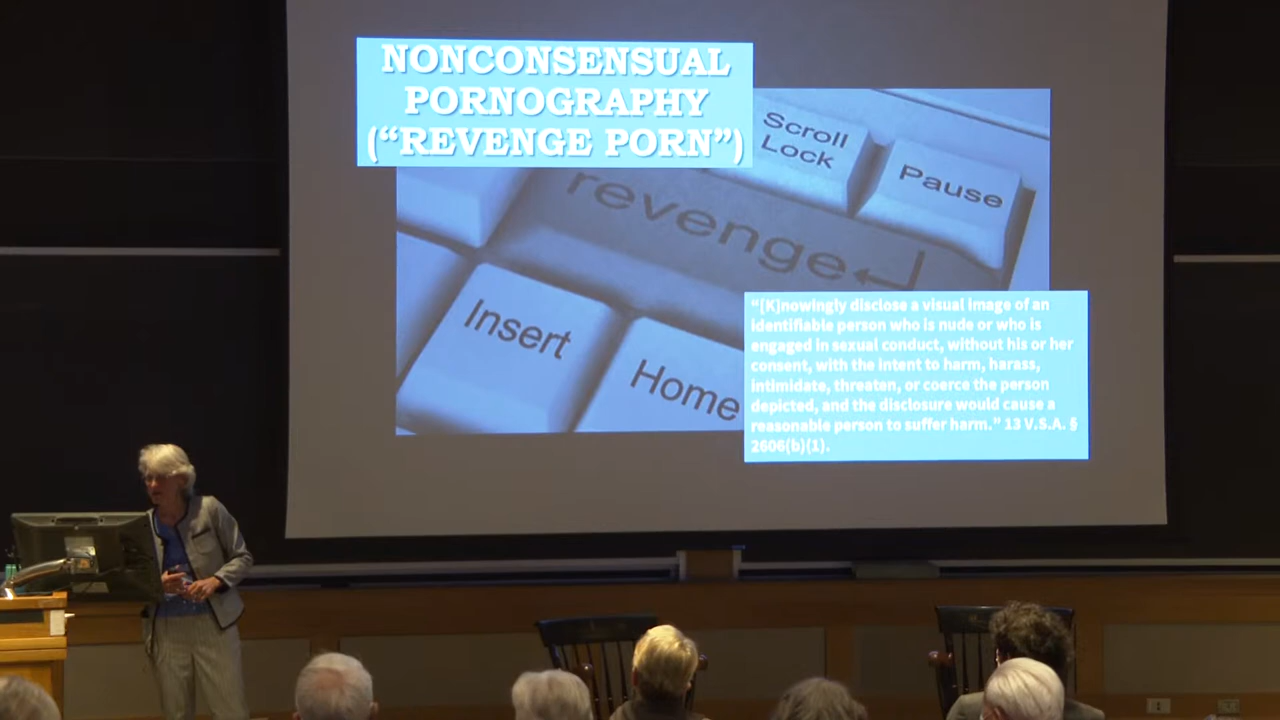 NONCONSENSUAL
PORNOGRAPHY
("REVENGE PORN")
Scroll
Lock
Pause
revenge
Insert
Home
"[K]nowingly disclose a visual image of an
identifiable person who is nude or who is
engaged in sexual conduct, without his or her
consent, with the intent to harm, harass,
intimidate, threaten, or coerce the person
depicted, and the disclosure would cause a
reasonable person to suffer harm." 13 V.S.A. §
2606(b)(1).